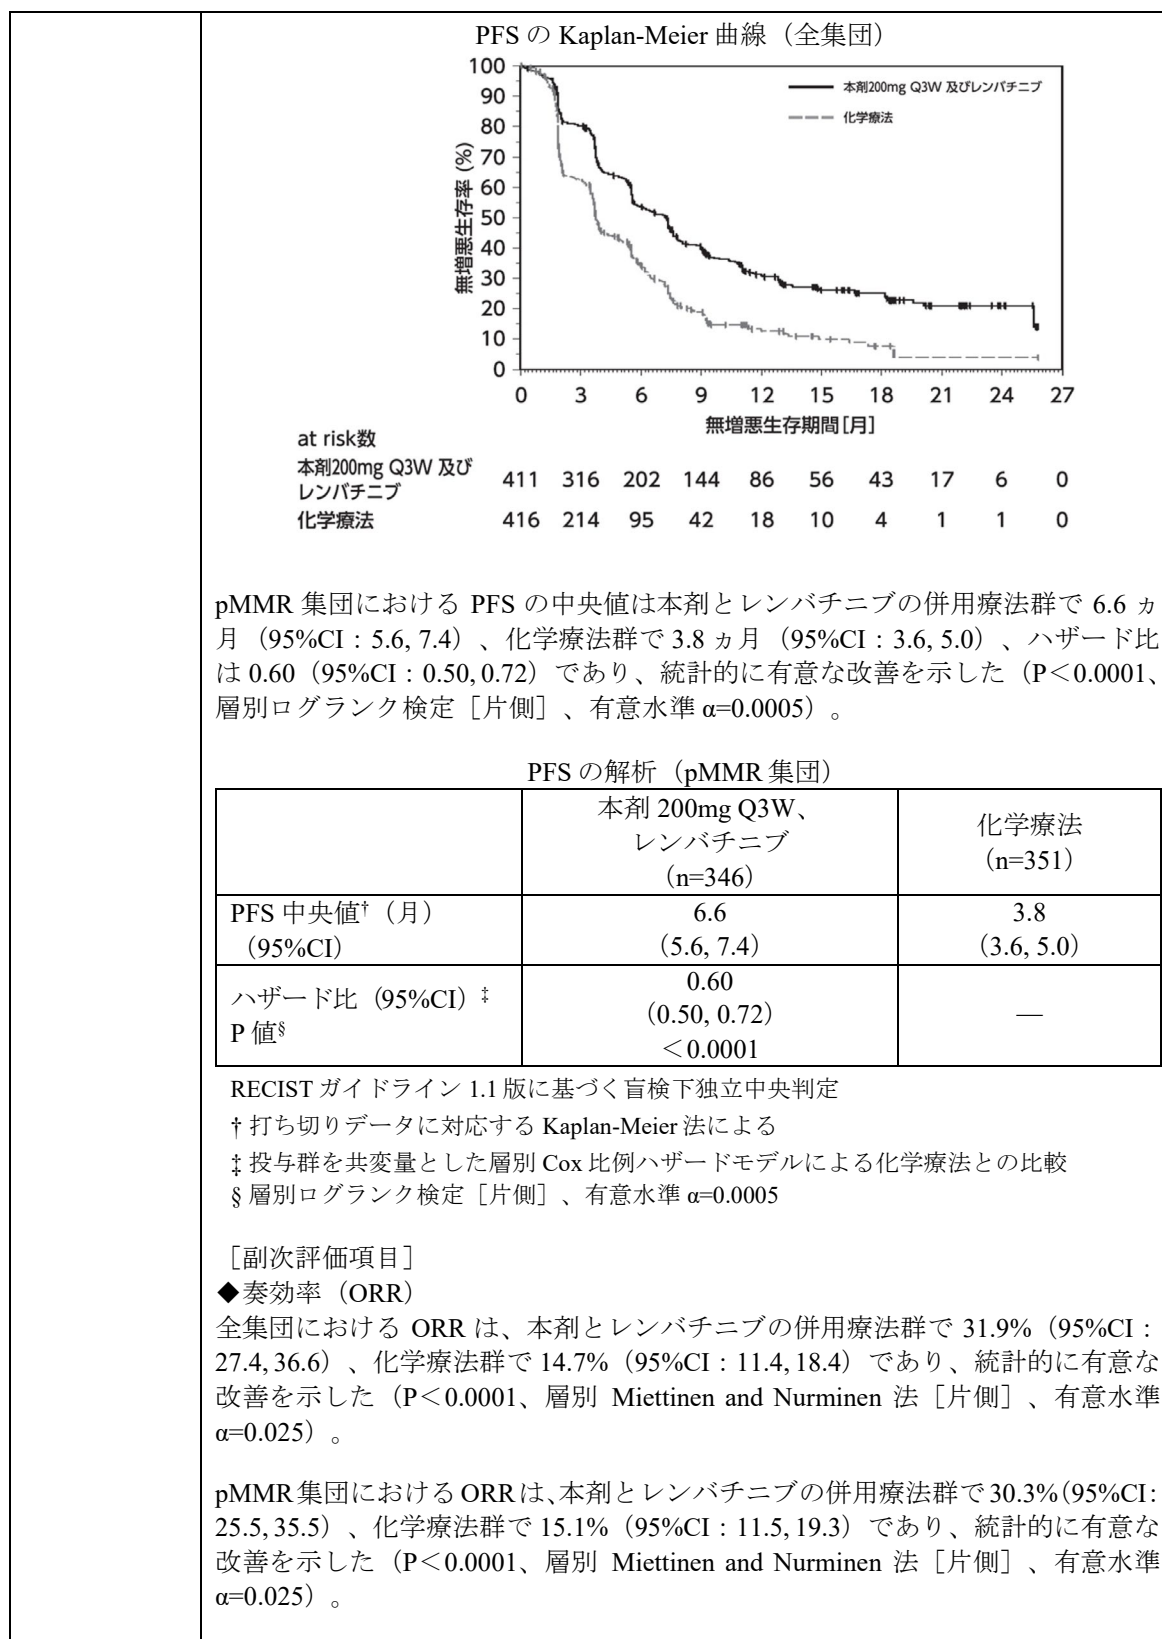 PFS の Kaplan-Meier 曲線（全集団）
100
90
80
70
60
50
40
30
20
10
0
無増悪生存率 (%)
本剤200mg Q3W 及びレンバチニブ
化学療法
0 3 6 9 12 15 18 21 24 27
無増悪生存期間[月]
at risk数
本剤200mg Q3W 及び
レンバチニブ
411 316 202 144 86 56 43 17 6 0
化学療法 416 214 95 42 18 10 4 1 1 0
pMMR 集団における PFS の中央値は本剤とレンバチニブの併用療法群で 6.6 ヵ
月（95%CI：5.6, 7.4）、化学療法群で 3.8 ヵ月（95%CI：3.6, 5.0）、ハザード比
は 0.60（95%CI：0.50, 0.72）であり、統計的に有意な改善を示した（P＜0.0001、
層別ログランク検定［片側］、有意水準 α=0.0005）。
PFS の解析（pMMR 集団）
本剤 200mg Q3W、
レンバチニブ
（n=346）
化学療法
（n=351）
PFS 中央値†（月）
（95%CI）
6.6
（5.6, 7.4）
3.8
（3.6, 5.0）
ハザード比（95%CI）‡
P 値§
0.60
（0.50, 0.72）
＜0.0001
―
RECIST ガイドライン 1.1 版に基づく盲検下独立中央判定
† 打ち切りデータに対応する Kaplan-Meier 法による
‡ 投与群を共変量とした層別 Cox 比例ハザードモデルによる化学療法との比較
§ 層別ログランク検定［片側］、有意水準 α=0.0005
［副次評価項目］
◆奏効率（ORR）
全集団における ORR は、本剤とレンバチニブの併用療法群で 31.9%（95%CI：
27.4, 36.6）、化学療法群で 14.7%（95%CI：11.4, 18.4）であり、統計的に有意な
改善を示した（P＜0.0001、層別 Miettinen and Nurminen 法［片側］、有意水準
α=0.025）。
pMMR 集団における ORR は、本剤とレンバチニブの併用療法群で 30.3%（95%CI：
25.5, 35.5）、化学療法群で 15.1%（95%CI：11.5, 19.3）であり、統計的に有意な
改善を示した（P＜0.0001、層別 Miettinen and Nurminen 法［片側］、有意水準
α=0.025）。